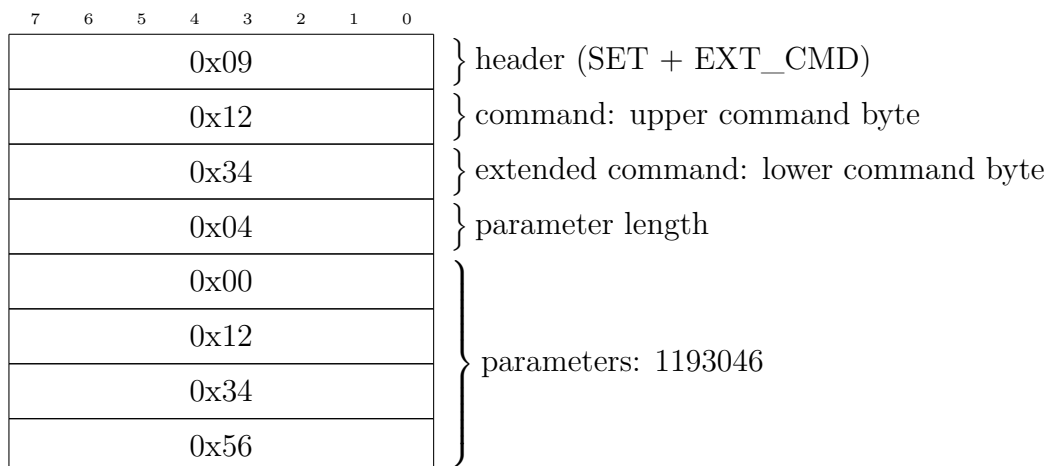 7 6 5 4 3 2 1 0
0x09 header (SET + EXT_CMD)
0x12 command: upper command byte
0x34 extended command: lower command byte
0x04 parameter length
0x00
0x12
parameters: 1193046
0x34
0x56